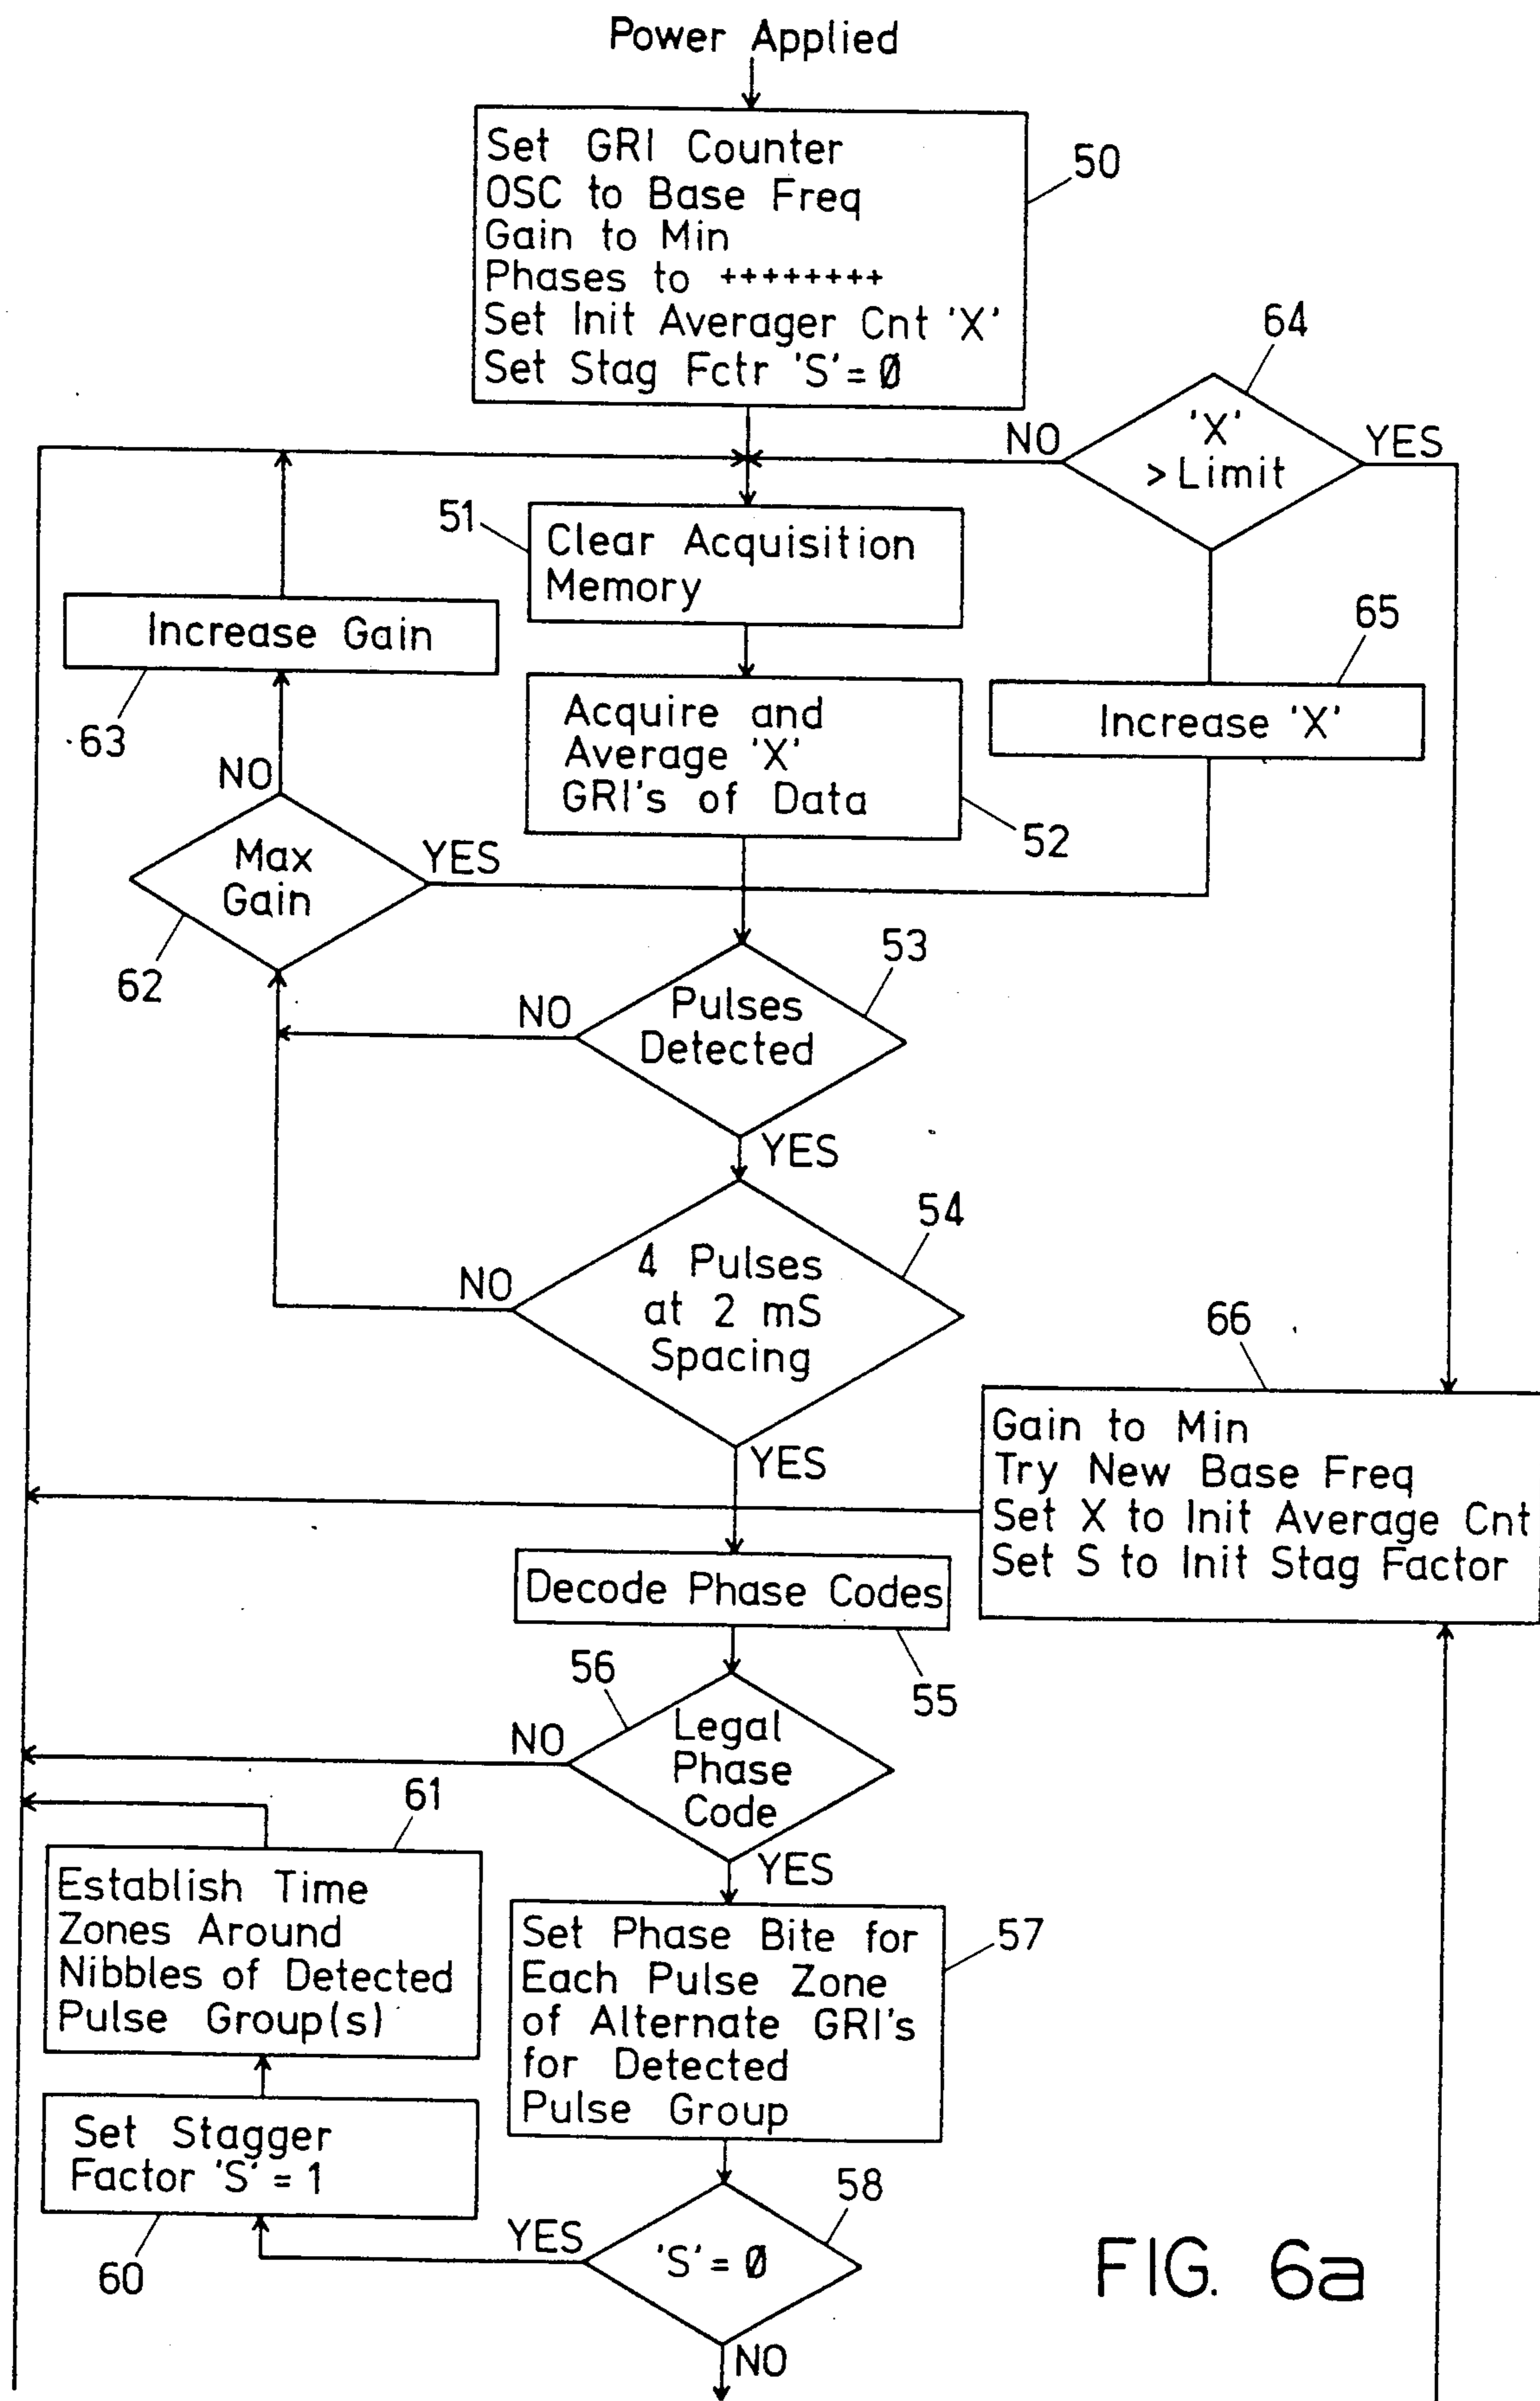 Power Applied
Set GRI Counter
OSC to Base Freq
Gain to Min
Phases to ++++++++
Set Init Averager Cnt 'X'
Set Stag Fctr 'S'=Ø
50
64
'X'
>Limit
NO
YES
51
Clear Acquisition
Memory
Increase Gain
63
65
Increase 'X'
Acquire and
Average 'X'
GRI's of Data
52
NO
Max
Gain
YES
62
53
Pulses
Detected
NO
YES
54
4 Pulses
at 2 mS
Spacing
NO
YES
66
Gain to Min
Try New Base Freq
Set X to Init Average Cnt
Set S to Init Stag Factor
Decode Phase Codes
55
56
Legal
Phase
Code
NO
YES
61
Establish Time
Zones Around
Nibbles of Detected
Pulse Group(s)
Set Phase Bite for
Each Pulse Zone
of Alternate GRI's
for Detected
Pulse Group
57
Set Stagger
Factor 'S' = 1
60
58
'S'= Ø
YES
NO
FIG. 6a